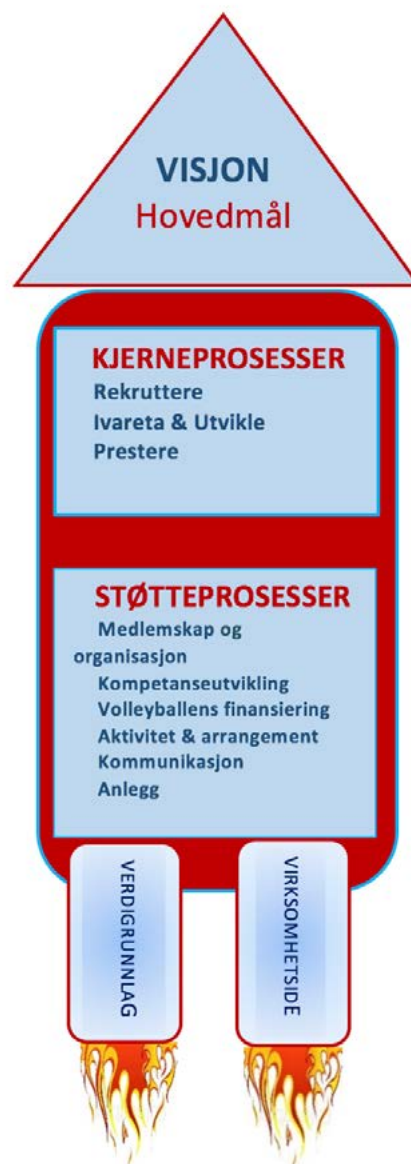 VISJON
Hovedmål
KJERNEPROSESSER
Rekruttere
Ivareta & Utvikle
Prestere
STØTTEPROSESSER
Medlemskap og
organisasjon
Kompetanseutvikling
Volleyballens finansiering
Aktivitet & arrangement
Kommunikasjon
Anlegg
VERDIGRUNNLAG
VIRKSOMHETSIDE